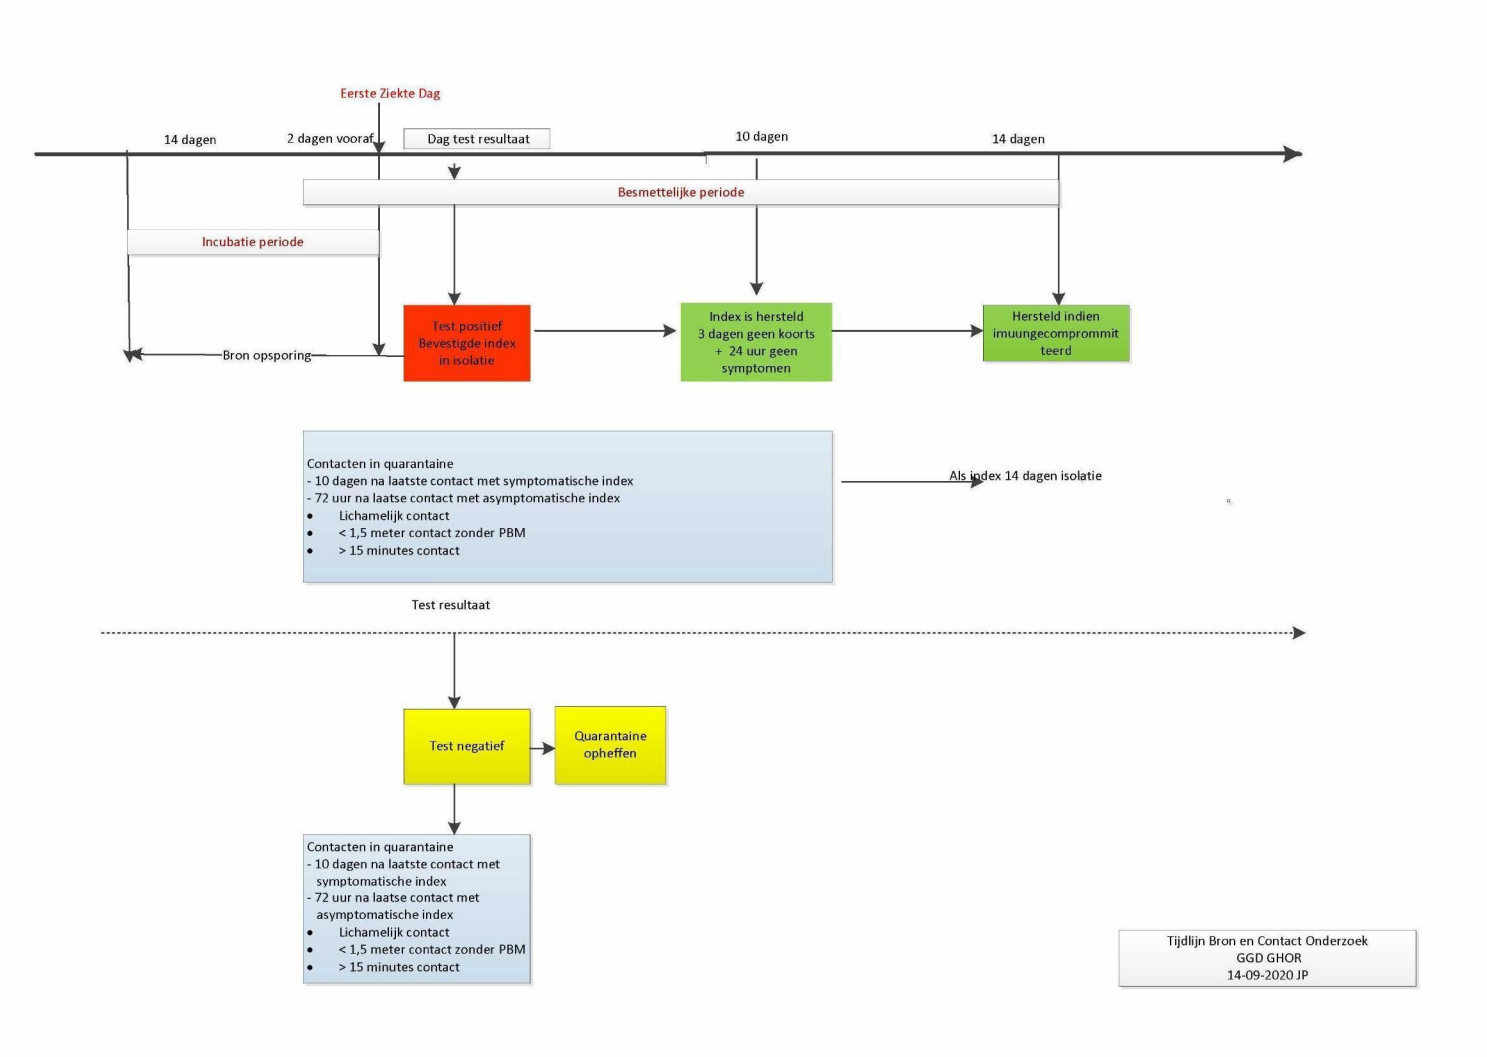 Eerste Ziekte Dag
14 dagen
2 dagen vooraf
Dag test resultaat
10 dagen
14 dagen
Besmettelijke periode
Incubatie periode
Test positief
Bevestigde index
in isolatie
Index is hersteld
3 dagen geen koorts
+ 24 uur geen
symptomen
Hersteld indien
imuungecomprommit
teerd
Bron opsporing
Contacten in quarantaine
- 10 dagen na laatste contact met symptomatische index
- 72 uur na laatse contact met asymptomatische index
• Lichamelijk contact
• < 1,5 meter contact zonder PBM
• > 15 minutes contact
Als index 14 dagen isolatie
Test resultaat
Test negatief
Quarantaine
opheffen
Contacten in quarantaine
- 10 dagen na laatste contact met
symptomatische index
- 72 uur na laatse contact met
asymptomatische index
• Lichamelijk contact
• < 1,5 meter contact zonder PBM
• > 15 minutes contact
Tijdlijn Bron en Contact Onderzoek
GGD GHOR
14-09-2020 JP